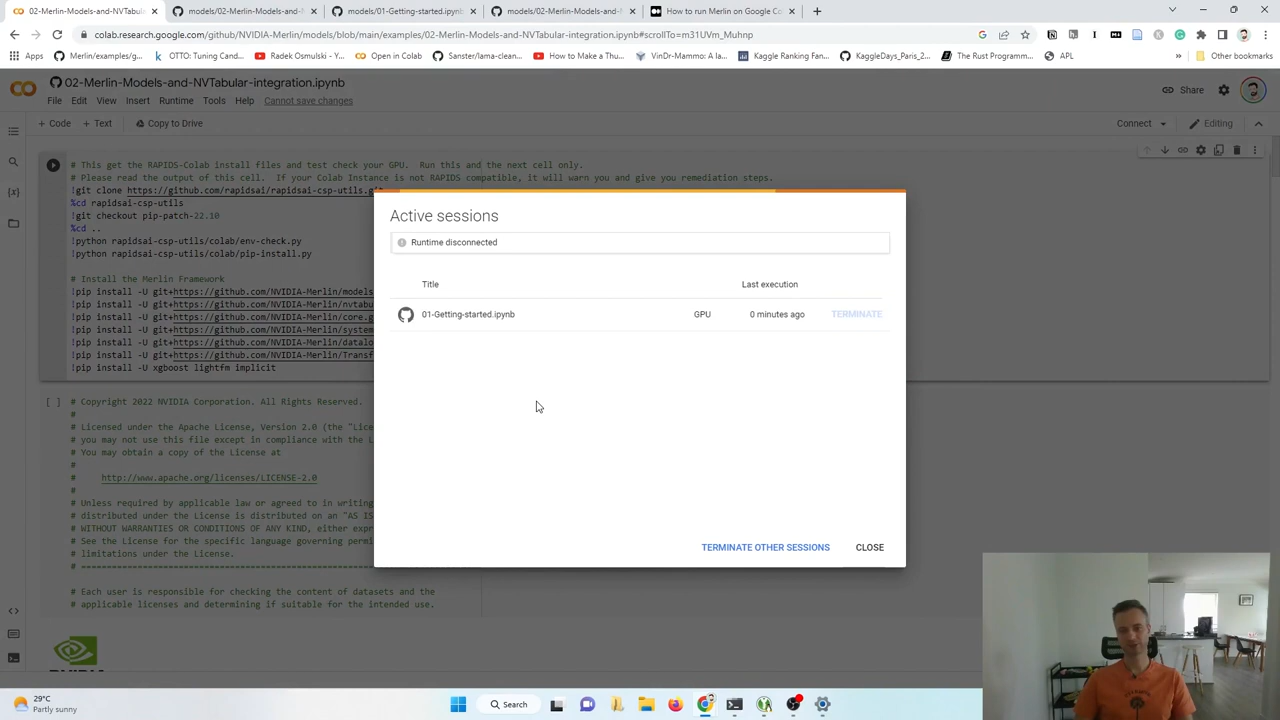 02-Merlin-Models-and-NVTabula
models/02-Merlin-Models-and-N
models/01-Getting-started.ipynb
models/02-Merlin-Models-and-N
How to run Merlin on Google Co
colab.research.google.com/github/NVIDIA-Merlin/models/blob/main/examples/02-Merlin-Models-and-NVTabular-integration.ipynb#scrollTo=m31UVm_Muhnp
Apps
Merlin/examples/g...
OTTO: Tuning Cand...
Radek Osmulski - Y...
Open in Colab
Sanster/lama-clean...
How to Make a Thu...
VinDr-Mammo: A la...
Kaggle Ranking Fan...
KaggleDays_Paris_2...
The Rust Programm...
APL
»
Other bookmarks
02-Merlin-Models-and-NVTabular-integration.ipynb
File Edit View Insert Runtime Tools Help Cannot save changes
Share
+ Code + Text Copy to Drive
Connect
Editing
# This get the RAPIDS-Colab install files and test check your GPU. Run this and the next cell only.
# Please read the output of this cell. If your Colab Instance is not RAPIDS compatible, it will warn you and give you remediation steps.
!git clone https://github.com/rapidsai/rapidsai-csp-utils.git
%cd rapidsai-csp-utils
!git checkout pip-patch-22.10
%cd ..
!python rapidsai-csp-utils/colab/env-check.py
!python rapidsai-csp-utils/colab/pip-install.py
# Install the Merlin Framework
!pip install -U git+https://github.com/NVIDIA-Merlin/models
!pip install -U git+https://github.com/NVIDIA-Merlin/nvtab
!pip install -U git+https://github.com/NVIDIA-Merlin/core.g
!pip install -U git+https://github.com/NVIDIA-Merlin/system
!pip install -U git+https://github.com/NVIDIA-Merlin/datalo
!pip install -U git+https://github.com/NVIDIA-Merlin/Transf
!pip install -U xgboost lightfm implicit
[ ]
# Copyright 2022 NVIDIA Corporation. All Rights Reserved.
#
# Licensed under the Apache License, Version 2.0 (the "Lice
# you may not use this file except in compliance with the L
# You may obtain a copy of the License at
#
# http://www.apache.org/licenses/LICENSE-2.0
#
# Unless required by applicable law or agreed to in writing
# distributed under the License is distributed on an "AS IS
# WITHOUT WARRANTIES OR CONDITIONS OF ANY KIND, either expr
# See the License for the specific language governing permi
# limitations under the License.
# ==============================
# Each user is responsible for checking the content of datasets and the
# applicable licenses and determining if suitable for the intended use.
Active sessions
Runtime disconnected
Title
Last execution
01-Getting-started.ipynb
GPU
0 minutes ago
TERMINATE
TERMINATE OTHER SESSIONS
CLOSE
29°C
Partly sunny
Search